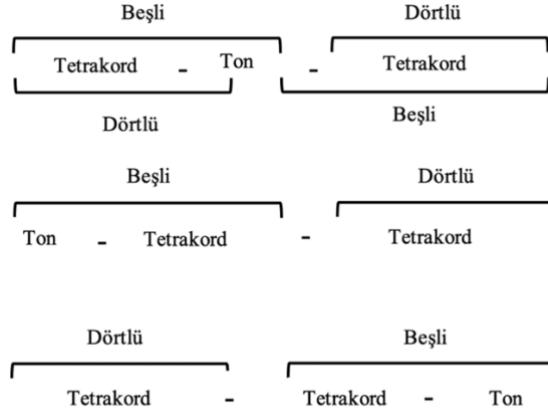 Beşli Dörtlü
Tetrakord - Ton - Tetrakord
Dörtlü Beşli
Beşli Dörtlü
Ton - Tetrakord - Tetrakord
Dörtlü Beşli
Tetrakord - Tetrakord - Ton